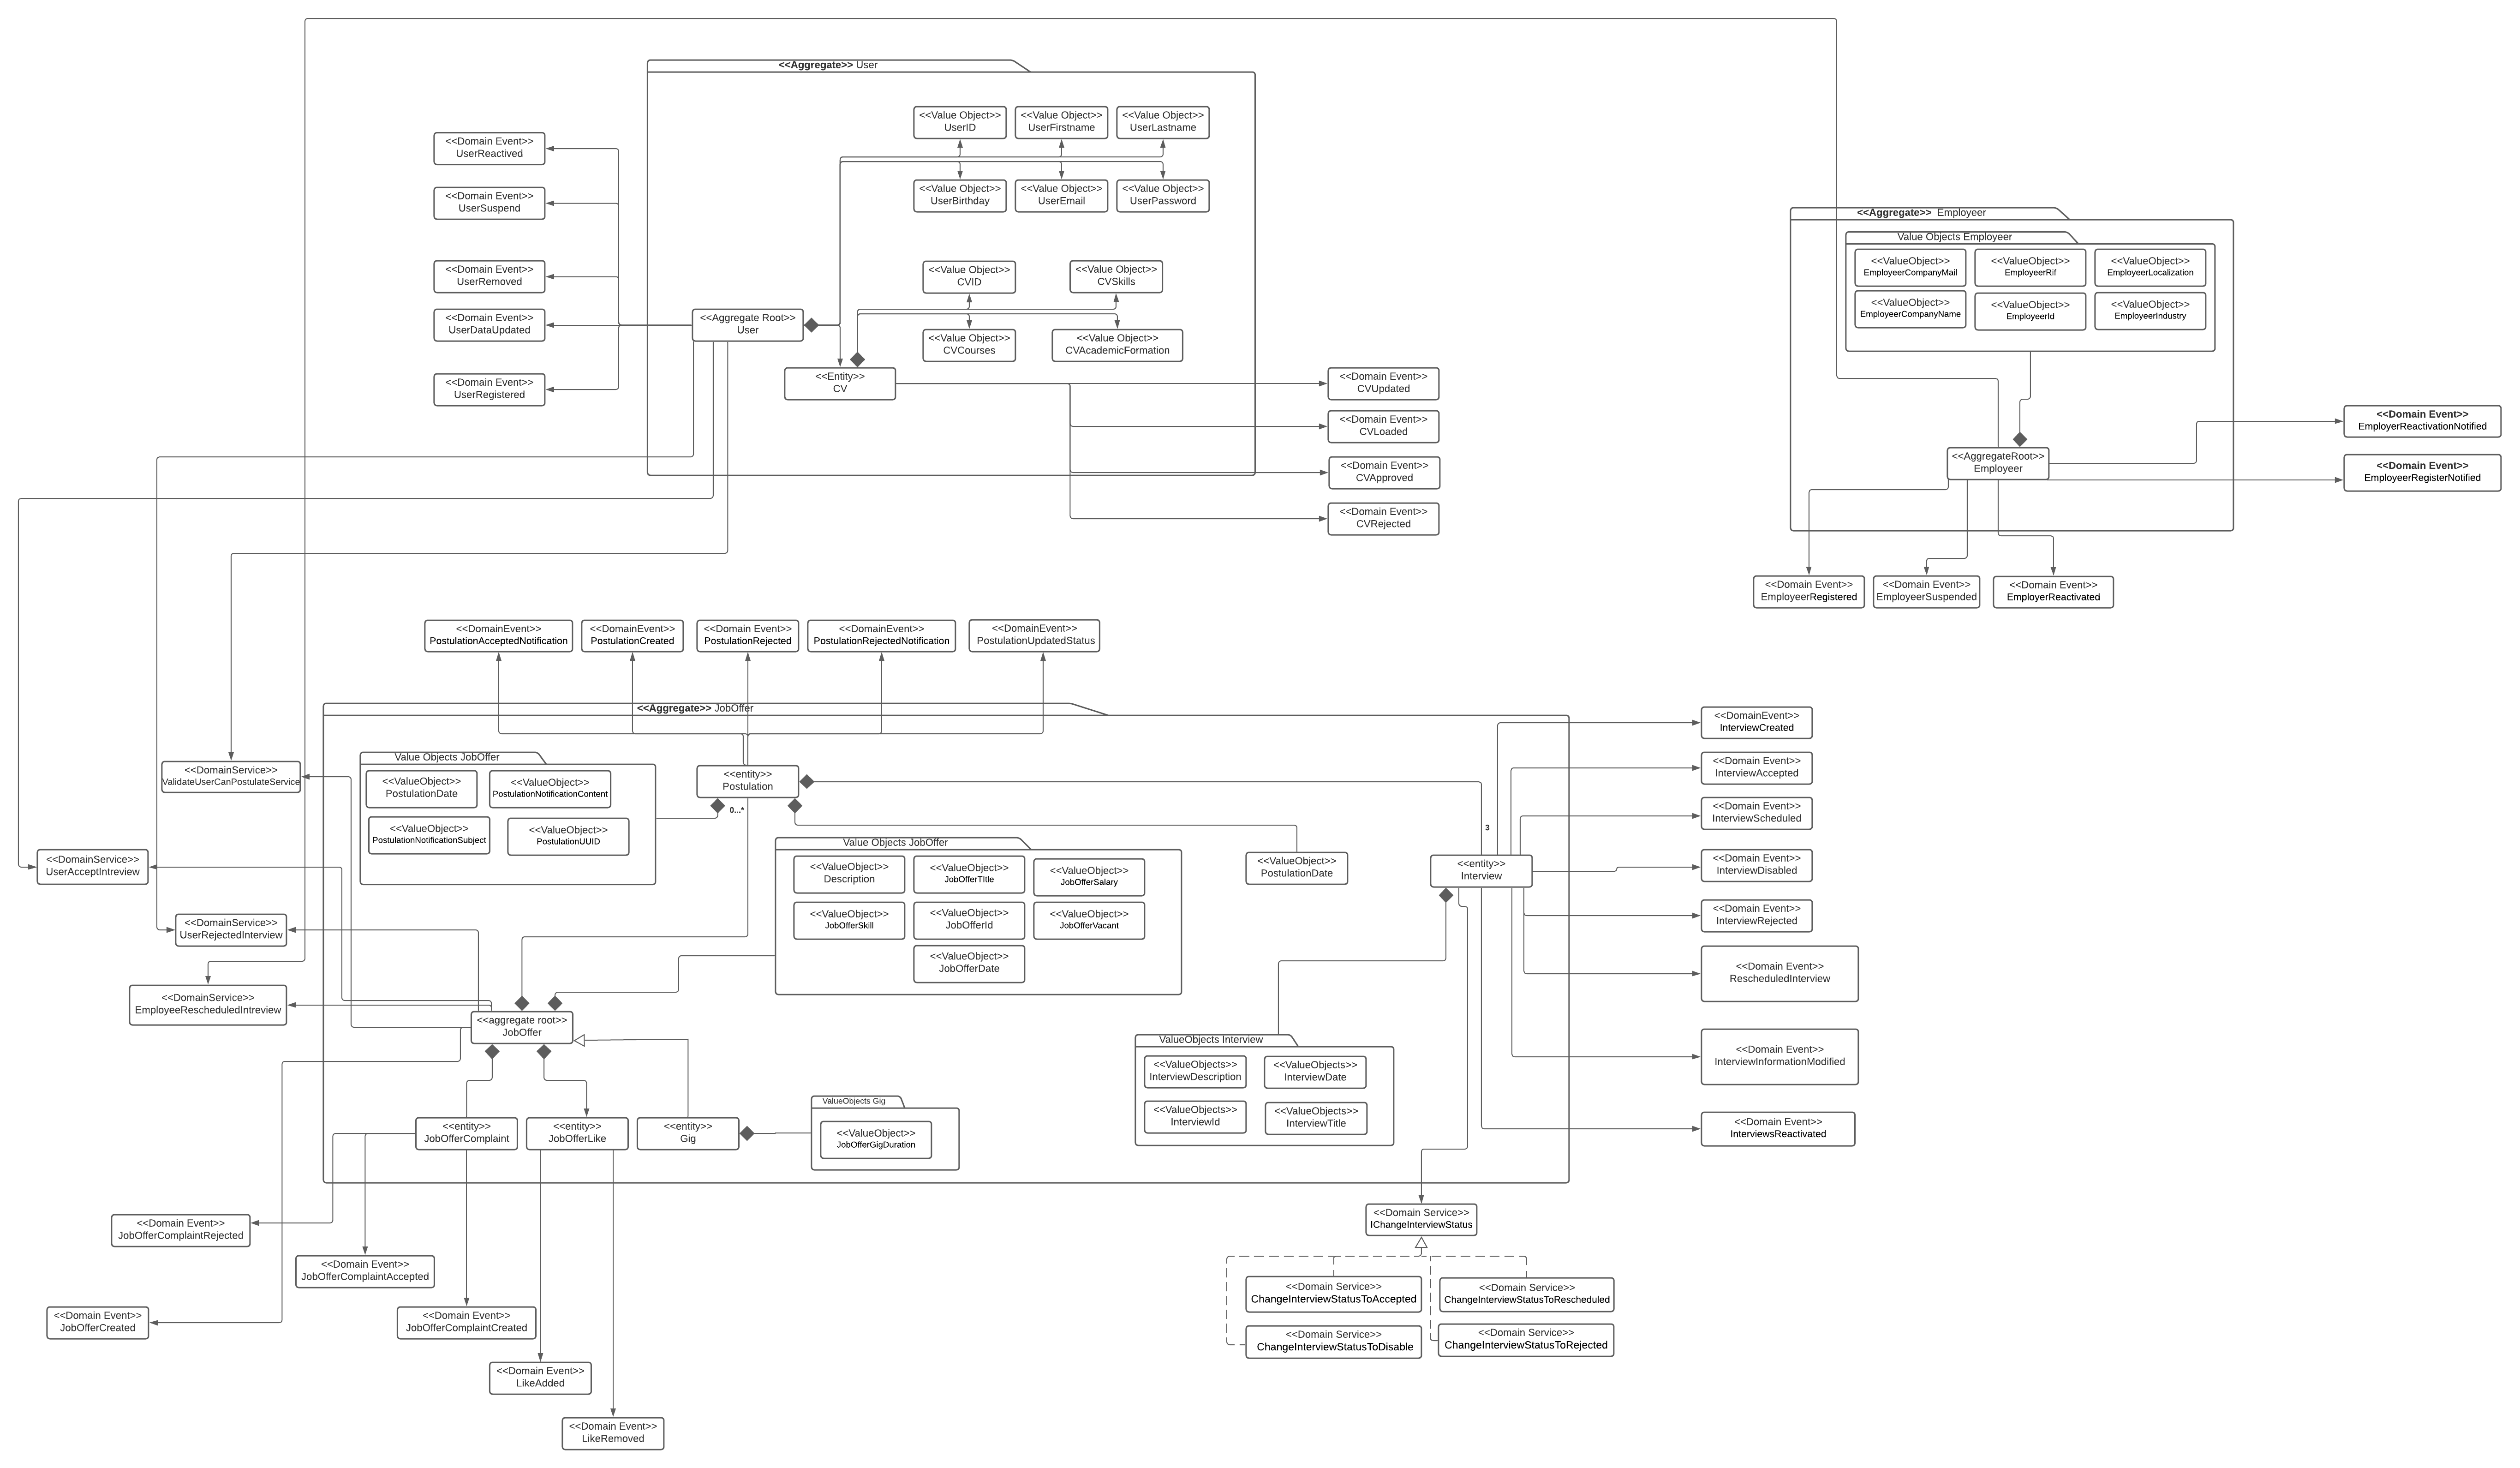 <<Aggregate>> User
<<Value Object>>
UserID
<<Value Object>>
UserFirstname
<<Value Object>>
UserLastname
<<Value Object>>
UserBirthday
<<Value Object>>
UserEmail
<<Value Object>>
UserPassword
<<Domain Event>>
UserReactived
<<Domain Event>>
UserSuspend
<<Domain Event>>
UserRemoved
<<Domain Event>>
UserDataUpdated
<<Domain Event>>
UserRegistered
<<Value Object>>
CVID
<<Value Object>>
CVSkills
<<Value Object>>
CVCourses
<<Value Object>>
CVAcademicFormation
<<Aggregate Root>>
User
<<Entity>>
CV
<<Domain Event>>
CVUpdated
<<Domain Event>>
CVLoaded
<<Domain Event>>
CVApproved
<<Domain Event>>
CVRejected
<<Aggregate>> Employeer
Value Objects Employeer
<<ValueObject>>
EmployeerCompanyMail
<<ValueObject>>
EmployeerRif
<<ValueObject>>
EmployeerLocalization
<<ValueObject>>
EmployeerCompanyName
<<ValueObject>>
EmployeerId
<<ValueObject>>
EmployeerIndustry
<<AggregateRoot>>
Employeer
<<Domain Event>>
EmployerReactivationNotified
<<Domain Event>>
EmployeerRegisterNotified
<<Domain Event>>
EmployeerRegistered
<<Domain Event>>
EmployeerSuspended
<<Domain Event>>
EmployerReactivated
<<DomainEvent>>
PostulationAcceptedNotification
<<DomainEvent>>
PostulationCreated
<<Domain Event>>
PostulationRejected
<<DomainEvent>>
PostulationRejectedNotification
<<DomainEvent>>
PostulationUpdatedStatus
<<Aggregate>> JobOffer
Value Objects JobOffer
<<ValueObject>>
PostulationDate
<<ValueObject>>
PostulationNotificationContent
<<ValueObject>>
PostulationNotificationSubject
<<ValueObject>>
PostulationUUID
<<entity>>
Postulation
0...*
3
<<DomainService>>
ValidateUserCanPostulateService
<<DomainService>>
UserAcceptIntreview
<<DomainService>>
UserRejectedInterview
<<DomainService>>
EmployeeRescheduledIntreview
Value Objects JobOffer
<<ValueObject>>
Description
<<ValueObject>>
JobOfferTItle
<<ValueObject>>
JobOfferSalary
<<ValueObject>>
JobOfferSkill
<<ValueObject>>
JobOfferId
<<ValueObject>>
JobOfferVacant
<<ValueObject>>
JobOfferDate
<<ValueObject>>
PostulationDate
<<entity>>
Interview
<<DomainEvent>>
InterviewCreated
<<Domain Event>>
InterviewAccepted
<<Domain Event>>
InterviewScheduled
<<Domain Event>>
InterviewDisabled
<<Domain Event>>
InterviewRejected
<<Domain Event>>
RescheduledInterview
<<Domain Event>>
InterviewInformationModified
<<Domain Event>>
InterviewsReactivated
<<aggregate root>>
JobOffer
ValueObjects Interview
<<ValueObjects>>
InterviewDescription
<<ValueObjects>>
InterviewDate
<<ValueObjects>>
InterviewId
<<ValueObjects>>
InterviewTitle
<<entity>>
JobOfferComplaint
<<entity>>
JobOfferLike
<<entity>>
Gig
ValueObjects Gig
<<ValueObject>>
JobOfferGigDuration
<<Domain Event>>
JobOfferComplaintRejected
<<Domain Event>>
JobOfferComplaintAccepted
<<Domain Event>>
JobOfferCreated
<<Domain Event>>
JobOfferComplaintCreated
<<Domain Event>>
LikeAdded
<<Domain Event>>
LikeRemoved
<<Domain Service>>
IChangeInterviewStatus
<<Domain Service>>
ChangeInterviewStatusToAccepted
<<Domain Service>>
ChangeInterviewStatusToRescheduled
<<Domain Service>>
ChangeInterviewStatusToDisable
<<Domain Service>>
ChangeInterviewStatusToRejected